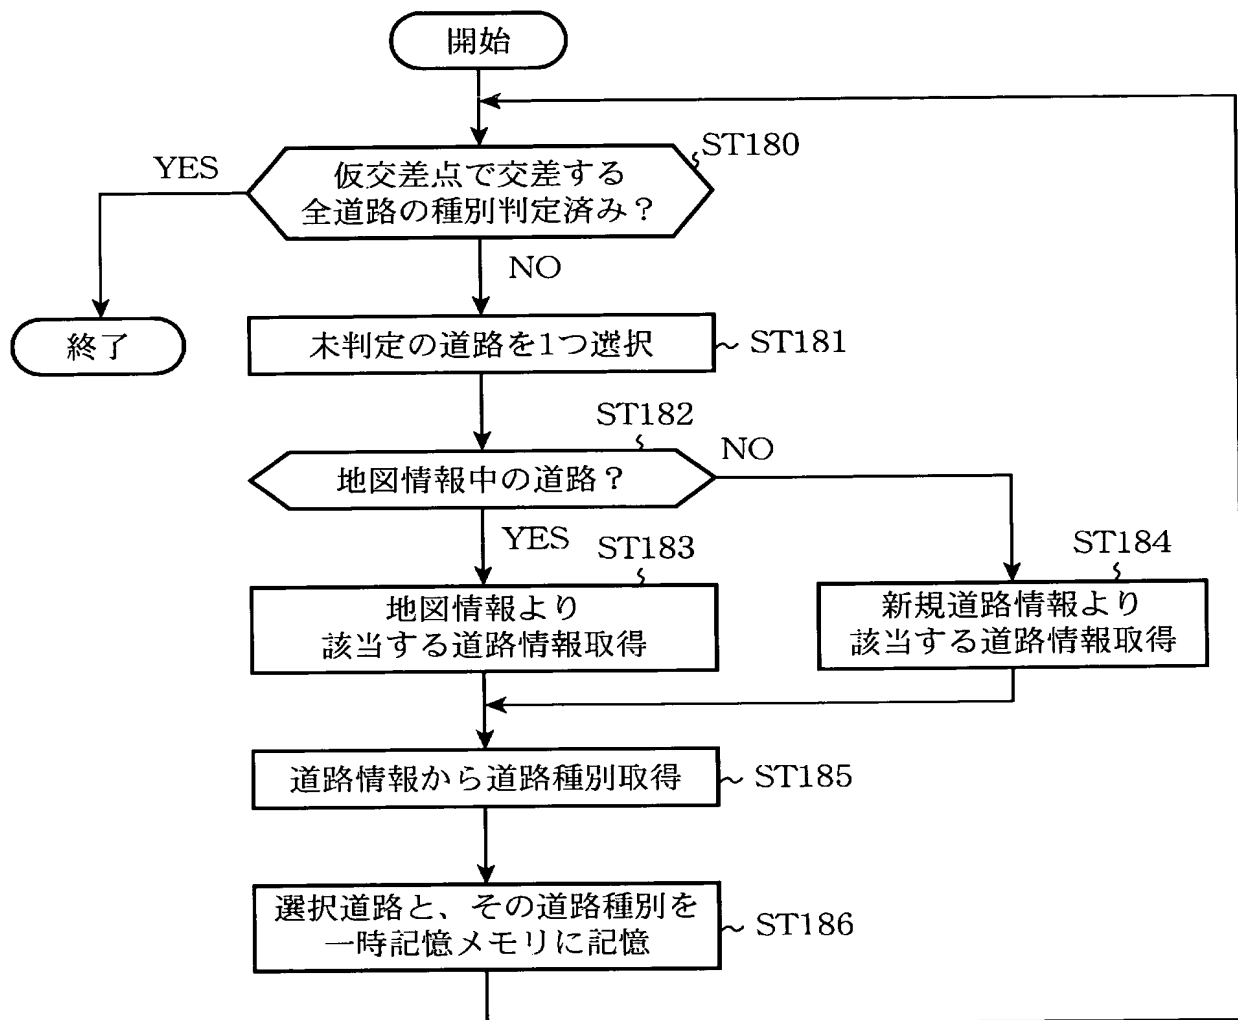 開始
ST180
YES
仮交差点で交差する
全道路の種別判定済み?
NO
終了
未判定の道路を1つ選択
ST181
ST182
地図情報中の道路?
NO
YES
ST183
ST184
地図情報より
該当する道路情報取得
新規道路情報より
該当する道路情報取得
道路情報から道路種別取得
ST185
選択道路と、その道路種別を
一時記憶メモリに記憶
ST186